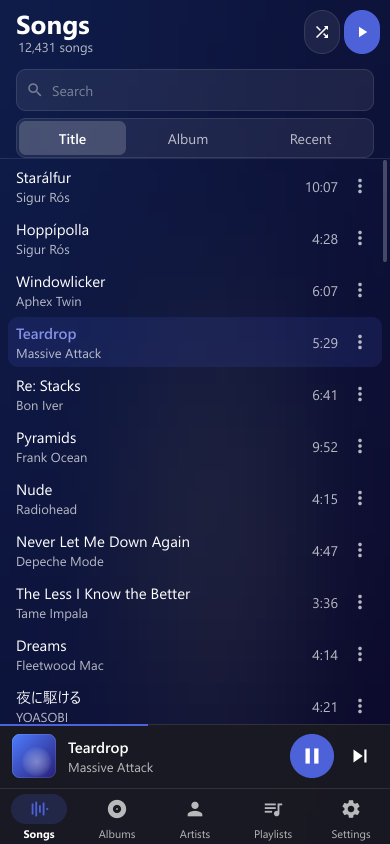 Songs
12,431 songs
Search
Title Album Recent
Starálfur
Sigur Rós 10:07
Hoppípolla
Sigur Rós 4:28
Windowlicker
Aphex Twin 6:07
Teardrop
Massive Attack 5:29
Re: Stacks
Bon Iver 6:41
Pyramids
Frank Ocean 9:52
Nude
Radiohead 4:15
Never Let Me Down Again
Depeche Mode 4:47
The Less I Know the Better
Tame Impala 3:36
Dreams
Fleetwood Mac 4:14
夜に駆ける
YOASOBI 4:21
Teardrop
Massive Attack
Songs Albums Artists Playlists Settings